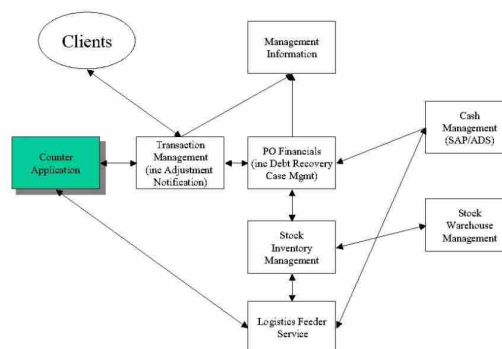 Clients
Management
Information
Counter
Application
Transaction
Management
(inc Adjustment
Notification)
PO Financials
(inc Debt Recovery
Case Mgmt)
Cash
Management
(SAP/ADS)
Stock
Inventory
Management
Stock
Warehouse
Management
Logistics Feeder
Service